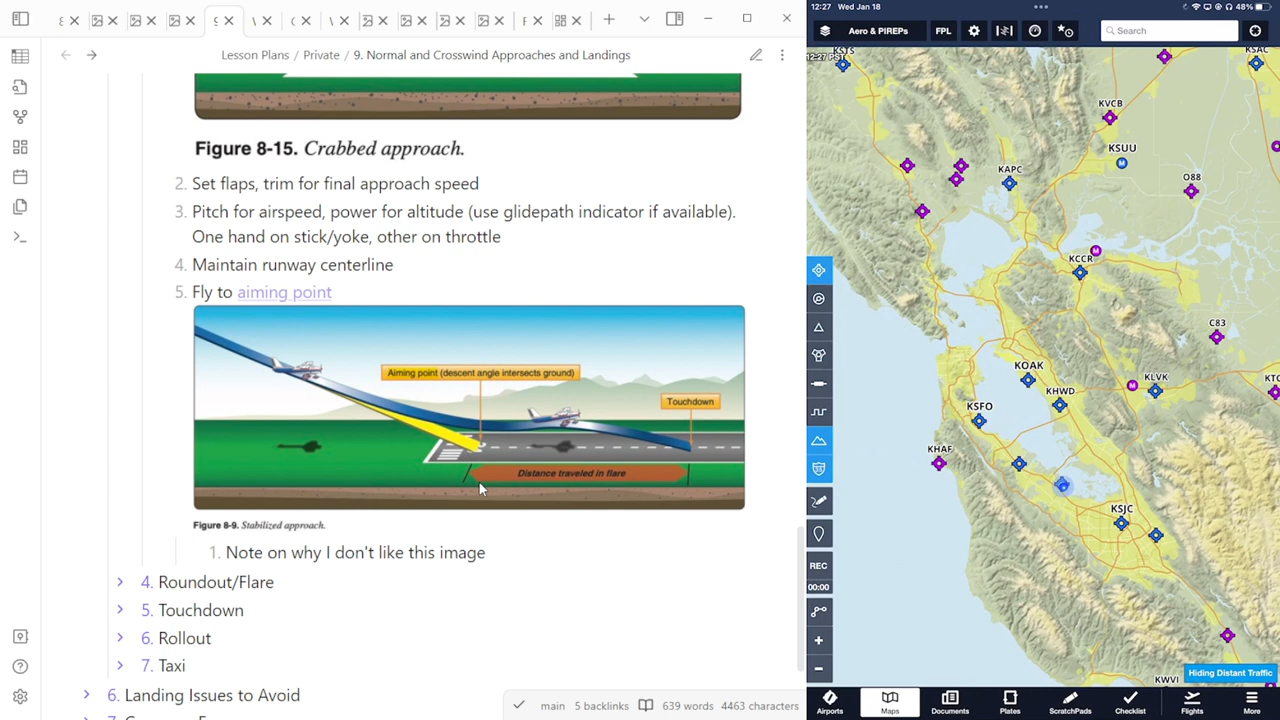 Lesson Plans / Private / 9. Normal and Crosswind Approaches and Landings
Figure 8-15. Crabbed approach.
2. Set flaps, trim for final approach speed
3. Pitch for airspeed, power for altitude (use glidepath indicator if available).
One hand on stick/yoke, other on throttle
4. Maintain runway centerline
5. Fly to aiming point
Aiming point (descent angle intersects ground)
Touchdown
Distance traveled in flare
Figure 8-9. Stabilized approach.
1. Note on why I don't like this image
4. Roundout/Flare
5. Touchdown
6. Rollout
7. Taxi
6. Landing Issues to Avoid
main 5 backlinks 639 words 4463 characters
12:27 Wed Jan 18
48%
Aero & PIREPs
FPL
Search
KSTS
12:27 PST
KSAC
KVCB
KSUU
KAPC
O88
KCCR
C83
KOAK
KLVK
KHWD
KSFO
KHAF
KSJC
REC
00:00
Hiding Distant Traffic
KWVI
Airports
Maps
Documents
Plates
ScratchPads
Checklist
Flights
More